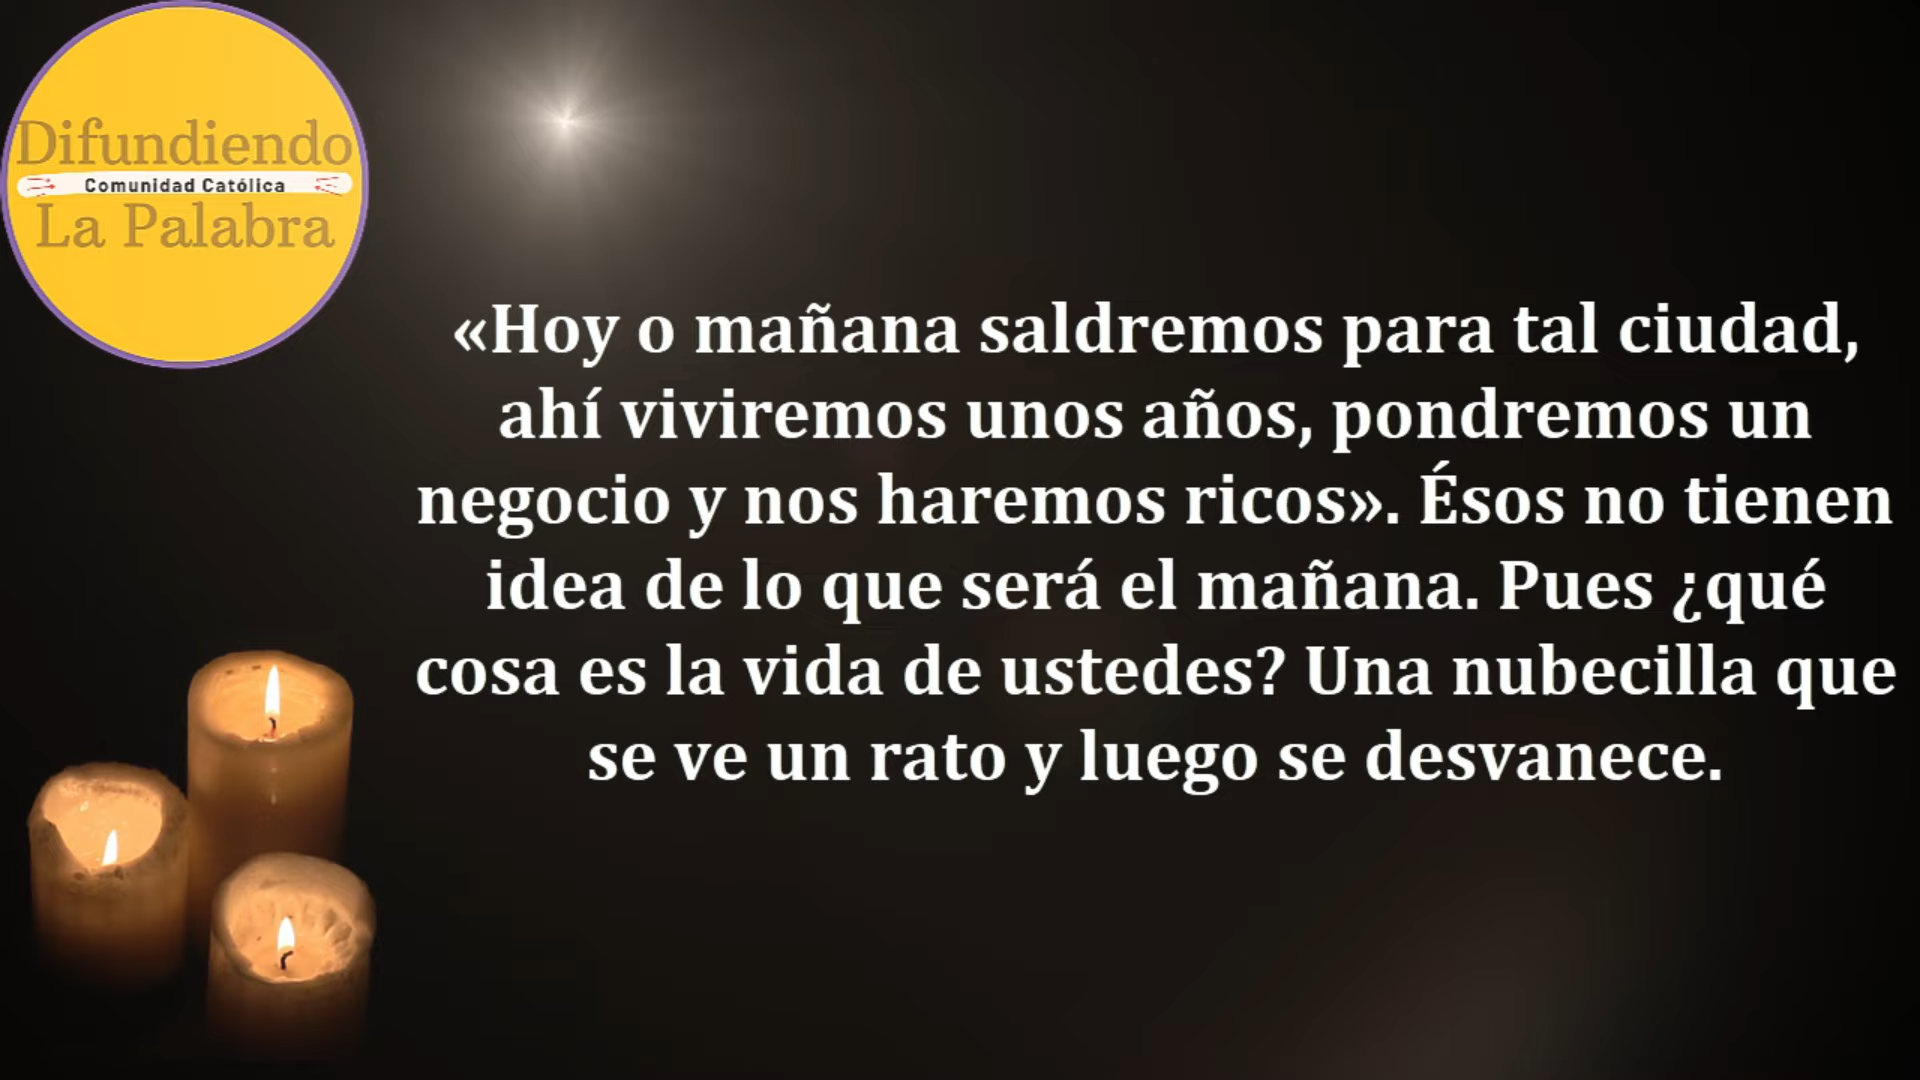 Difundiendo
Comunidad Católica
La Palabra
«Hoy o mañana saldremos para tal ciudad,
ahí viviremos unos años, pondremos un
negocio y nos haremos ricos». Ésos no tienen
idea de lo que será el mañana. Pues ¿qué
cosa es la vida de ustedes? Una nubecilla que
se ve un rato y luego se desvanece.